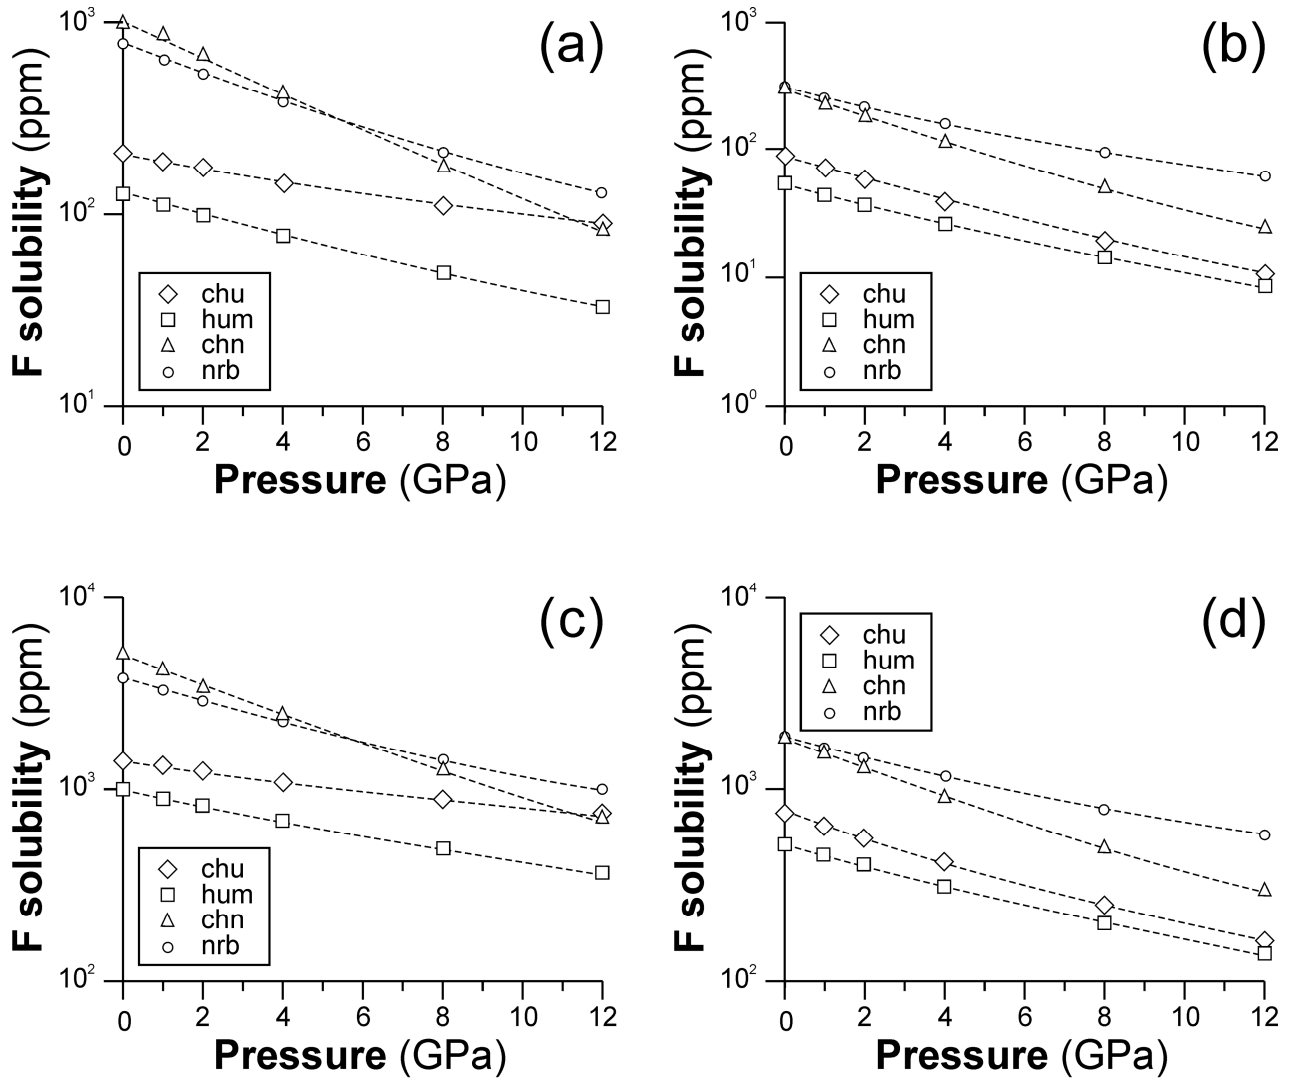 (a)
F solubility (ppm)
10³
10²
10¹
chu
hum
chn
nrb
0 2 4 6 8 10 12
Pressure (GPa)
(b)
F solubility (ppm)
10³
10²
10¹
10⁰
chu
hum
chn
nrb
0 2 4 6 8 10 12
Pressure (GPa)
(c)
F solubility (ppm)
10⁴
10³
10²
chu
hum
chn
nrb
0 2 4 6 8 10 12
Pressure (GPa)
(d)
F solubility (ppm)
10⁴
10³
10²
chu
hum
chn
nrb
0 2 4 6 8 10 12
Pressure (GPa)